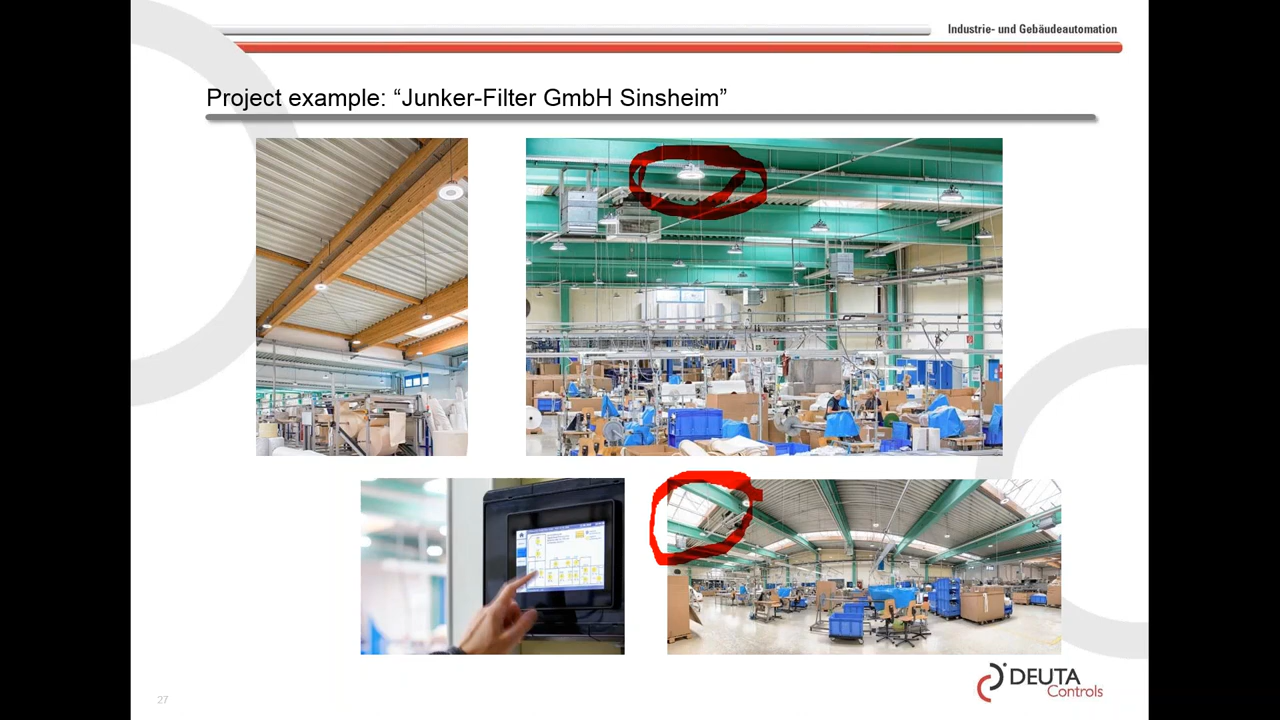 Industrie- und Gebäudeautomation
Project example: “Junker-Filter GmbH Sinsheim”
27
DEUTA
Controls